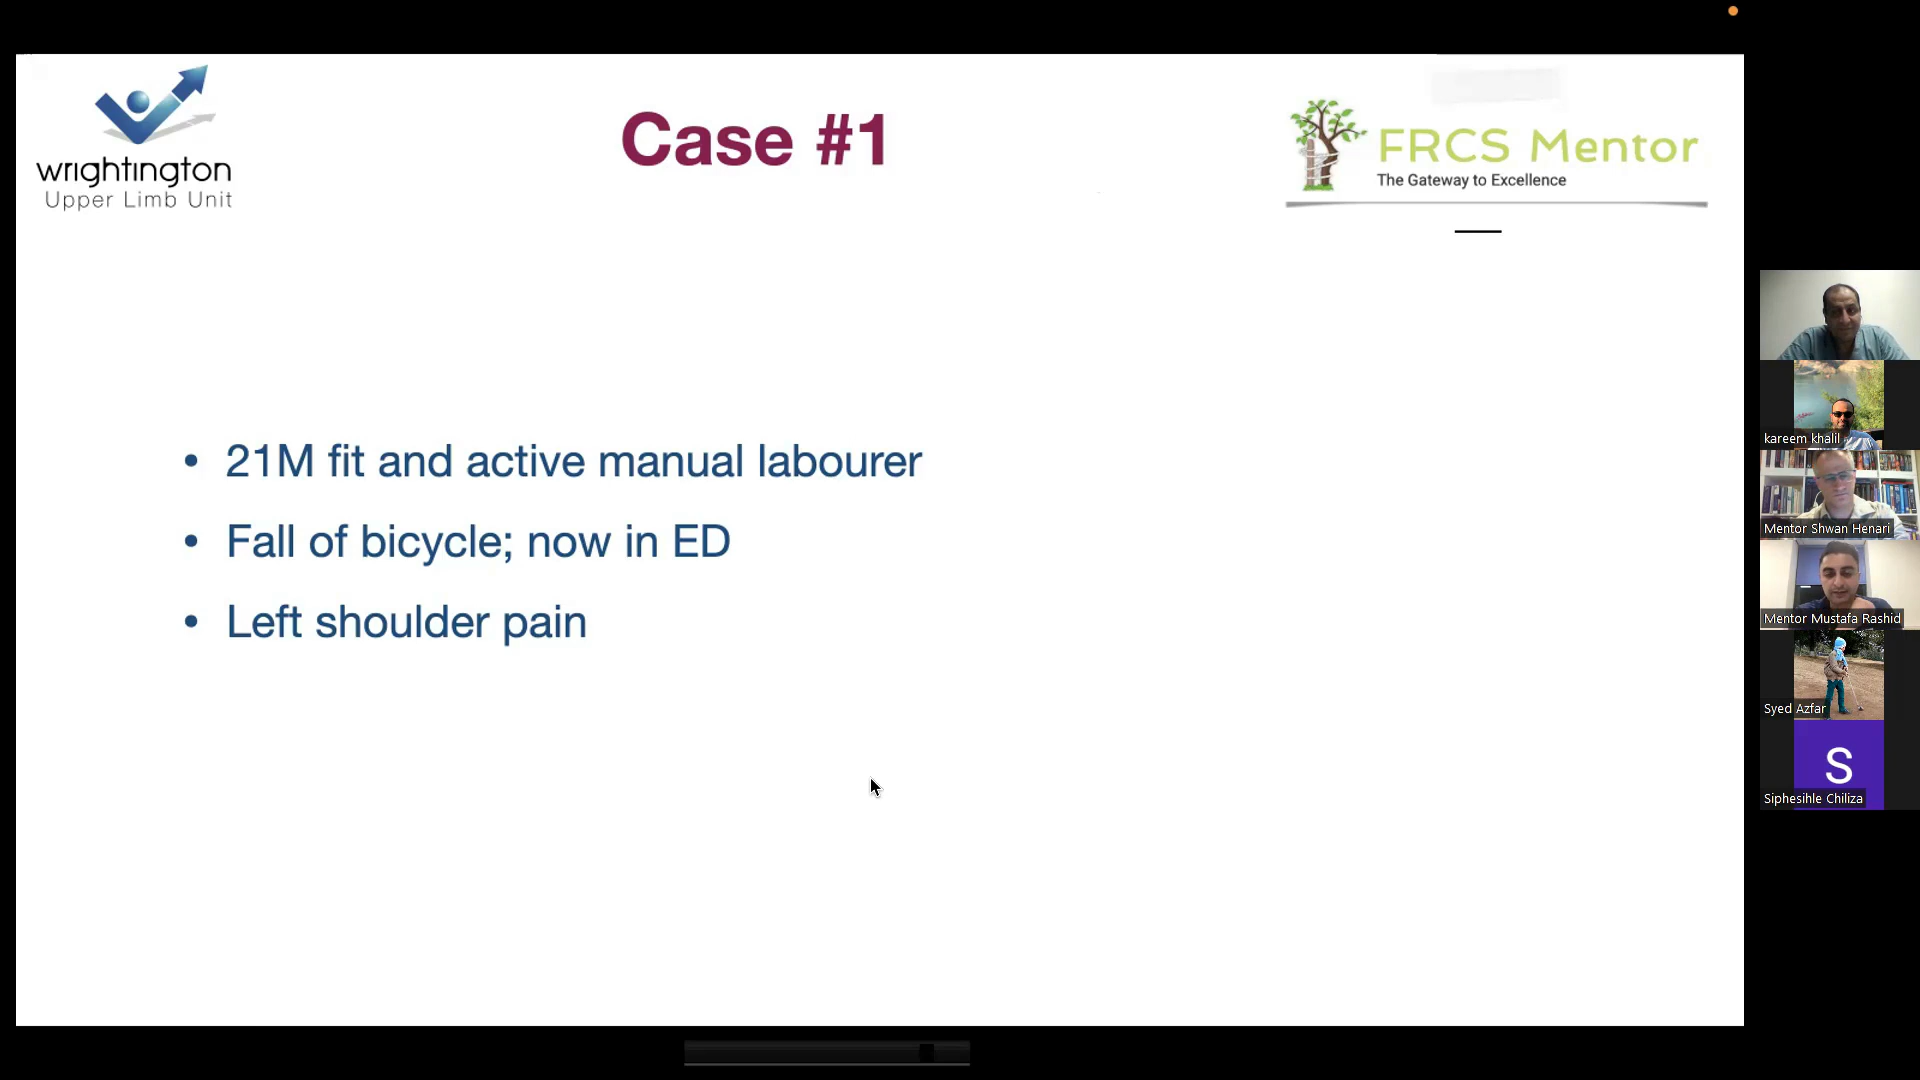 wrightington
Upper Limb Unit
Case #1
FRCS Mentor
The Gateway to Excellence
• 21M fit and active manual labourer
• Fall of bicycle; now in ED
• Left shoulder pain
kareem khalil
Mentor Shwan Henari
Mentor Mustafa Rashid
Syed Azfar
S
Siphesihle Chiliza